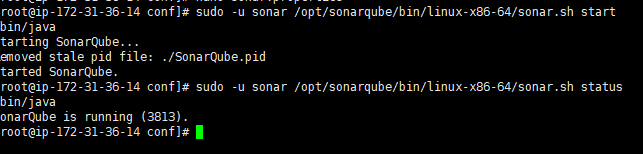 root@ip-172-31-36-14 conf]# sudo -u sonar /opt/sonarqube/bin/linux-x86-64/sonar.sh start
bin/java
tarting SonarQube...
emoved stale pid file: ./SonarQube.pid
tarted SonarQube.
root@ip-172-31-36-14 conf]# sudo -u sonar /opt/sonarqube/bin/linux-x86-64/sonar.sh status
bin/java
onarQube is running (3813).
root@ip-172-31-36-14 conf]#